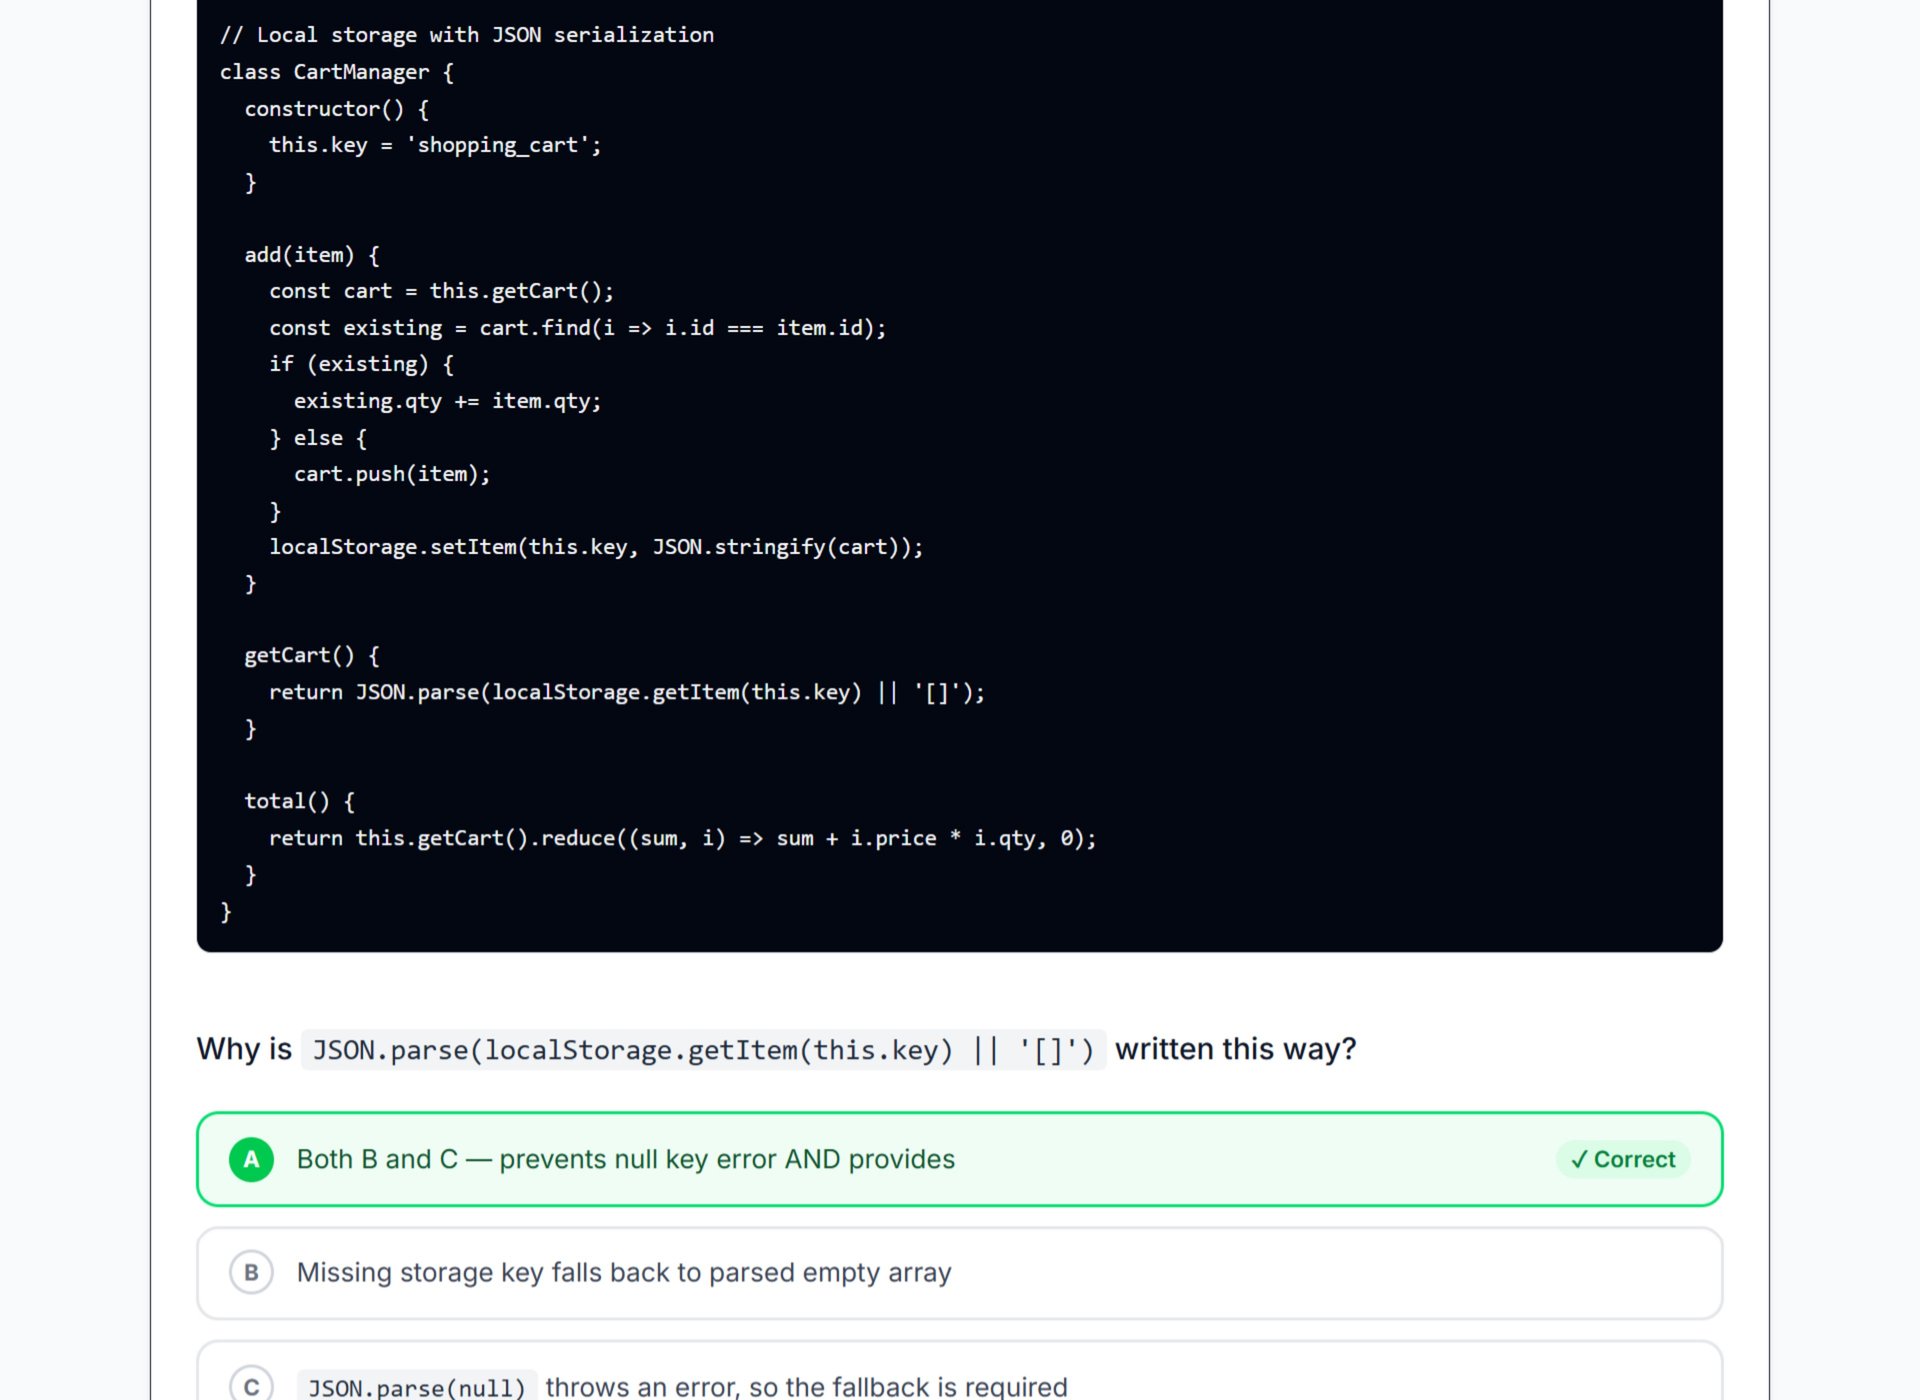 // Local storage with JSON serialization
class CartManager {
  constructor() {
    this.key = 'shopping_cart';
  }

  add(item) {
    const cart = this.getCart();
    const existing = cart.find(i => i.id === item.id);
    if (existing) {
      existing.qty += item.qty;
    } else {
      cart.push(item);
    }
    localStorage.setItem(this.key, JSON.stringify(cart));
  }

  getCart() {
    return JSON.parse(localStorage.getItem(this.key) || '[]');
  }

  total() {
    return this.getCart().reduce((sum, i) => sum + i.price * i.qty, 0);
  }
}
Why is JSON.parse(localStorage.getItem(this.key) || '[]') written this way?
A Both B and C — prevents null key error AND provides ✓ Correct
B Missing storage key falls back to parsed empty array
C JSON.parse(null) throws an error, so the fallback is required